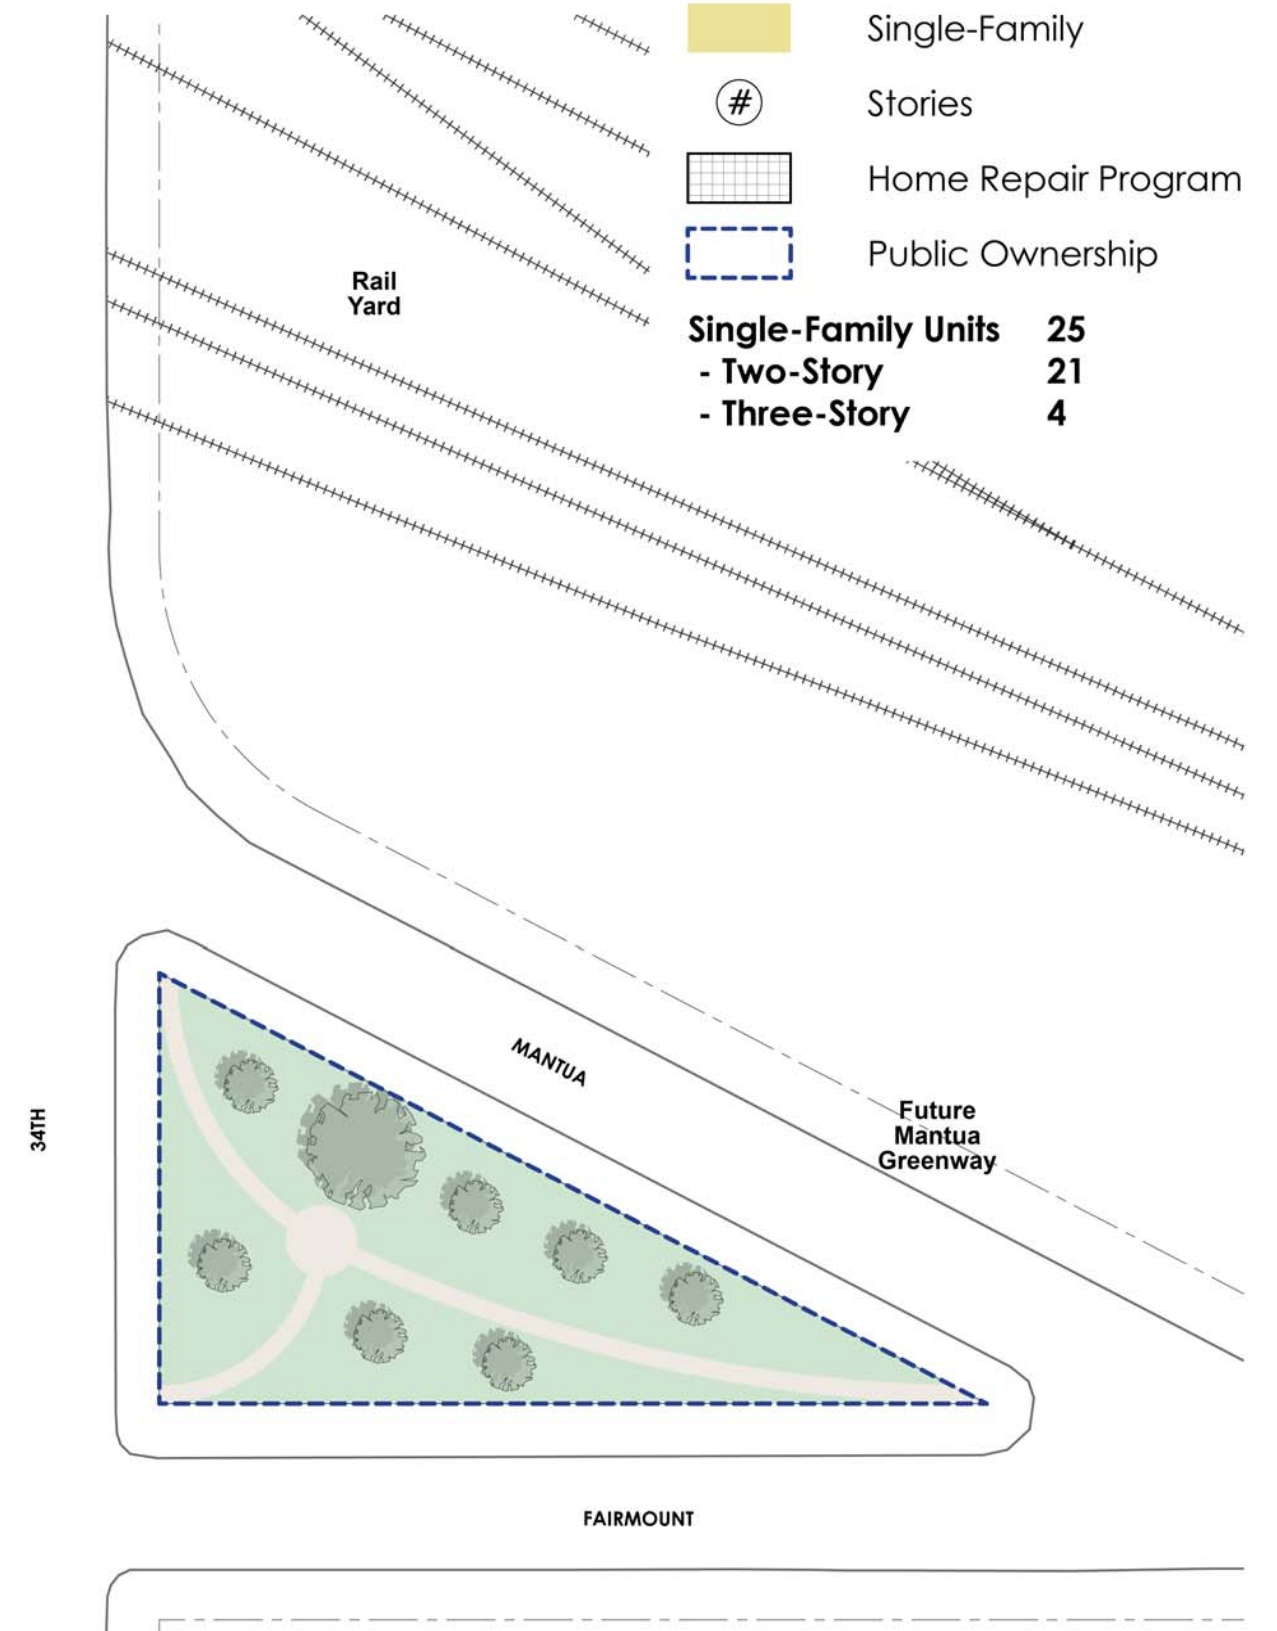 Single-Family
#
Stories
Home Repair Program
Public Ownership
Single-Family Units 25
- Two-Story 21
- Three-Story 4
Rail
Yard
MANTUA
Future
Mantua
Greenway
34TH
FAIRMOUNT